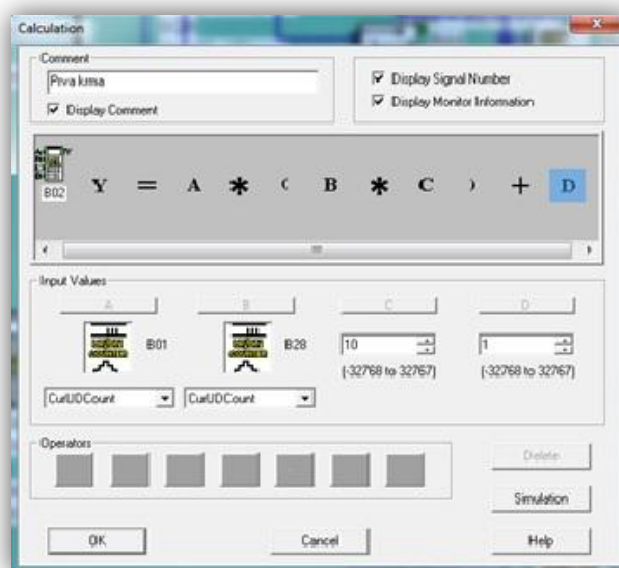 Calculation
x
Comment
Prva krma
Display Comment
Display Signal Number
Display Monitor Information
B02
Y = A * ( B * C ) + D
Input Values
A B C D
B01 B28 10 1
(-32768 to 32767) (-32768 to 32767)
CurUDCount CurUDCount
Operators
Delete
Simulation
OK Cancel Help